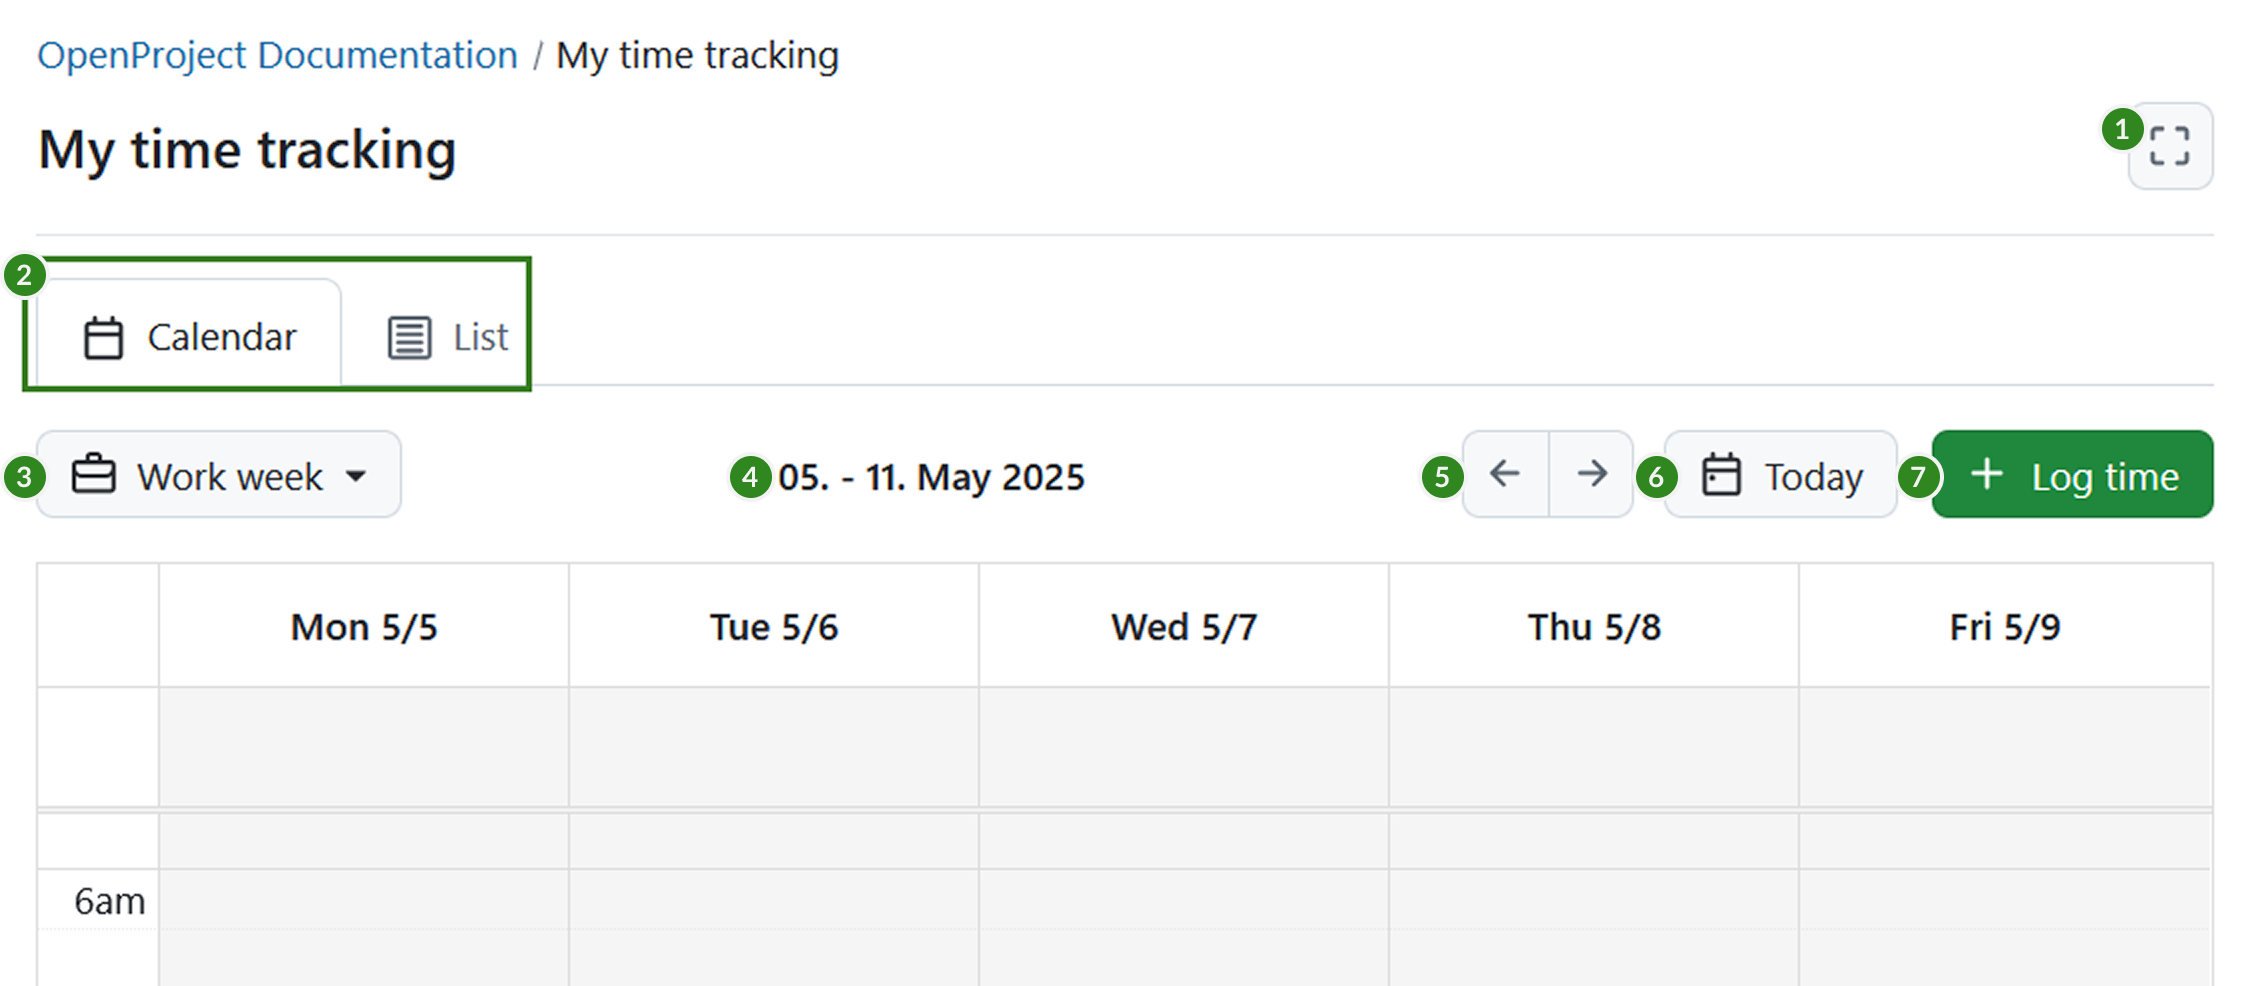 OpenProject Documentation / My time tracking
My time tracking
1
2
Calendar List
3 Work week 4 05. - 11. May 2025 5 6 Today 7 + Log time
Mon 5/5 Tue 5/6 Wed 5/7 Thu 5/8 Fri 5/9
6am